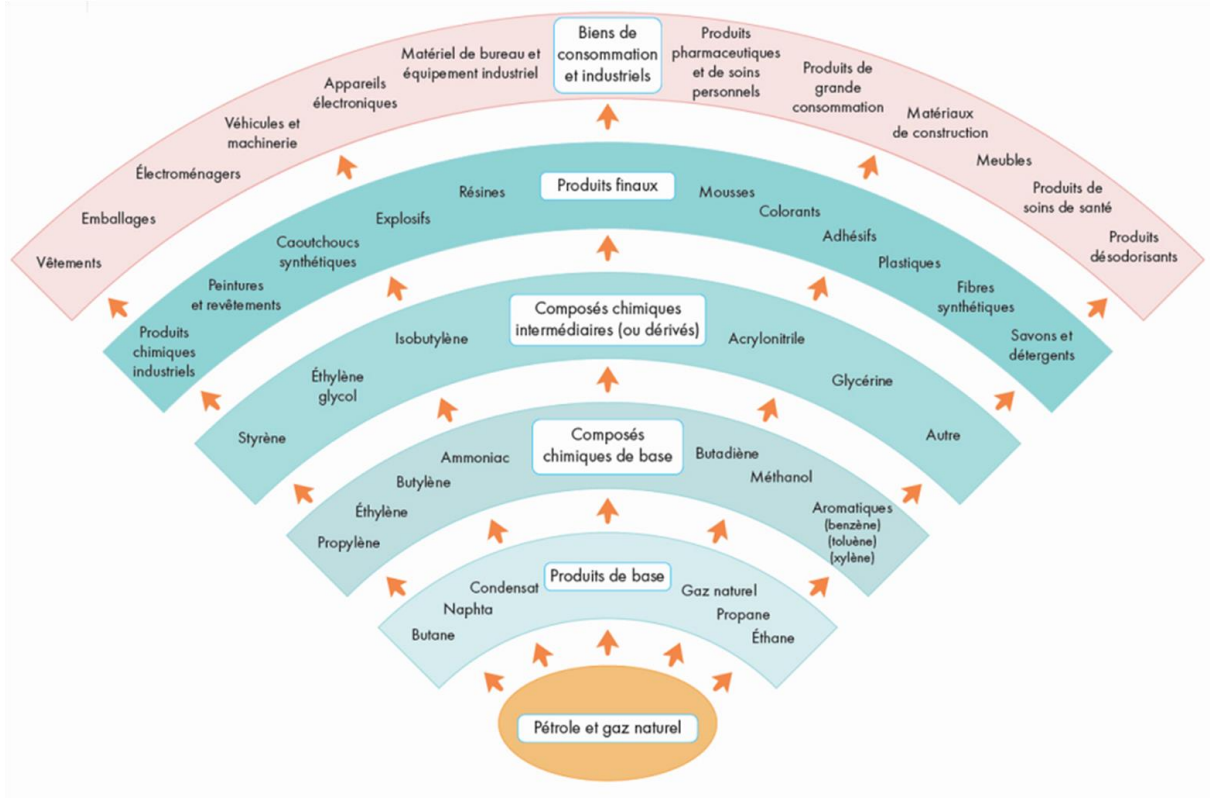 Biens de
consommation
et industriels
Vêtements
Emballages
Électroménagers
Véhicules et
machinerie
Appareils
électroniques
Matériel de bureau et
équipement industriel
Produits
pharmaceutiques
et de soins
personnels
Produits de
grande
consommation
Matériaux
de construction
Meubles
Produits de
soins de santé
Produits
désodorisants
Produits finaux
Produits
chimiques
industriels
Peintures
et revêtements
Caoutchoucs
synthétiques
Explosifs
Résines
Mousses
Colorants
Adhésifs
Plastiques
Fibres
synthétiques
Savons et
détergents
Composés chimiques
intermédiaires (ou dérivés)
Styrène
Éthylène
glycol
Isobutylène
Acrylonitrile
Glycérine
Autre
Composés
chimiques de base
Propylène
Éthylène
Butylène
Ammoniac
Butadiène
Méthanol
Aromatiques
(benzène)
(toluène)
(xylène)
Produits de base
Butane
Naphta
Condensat
Gaz naturel
Propane
Éthane
Pétrole et gaz naturel